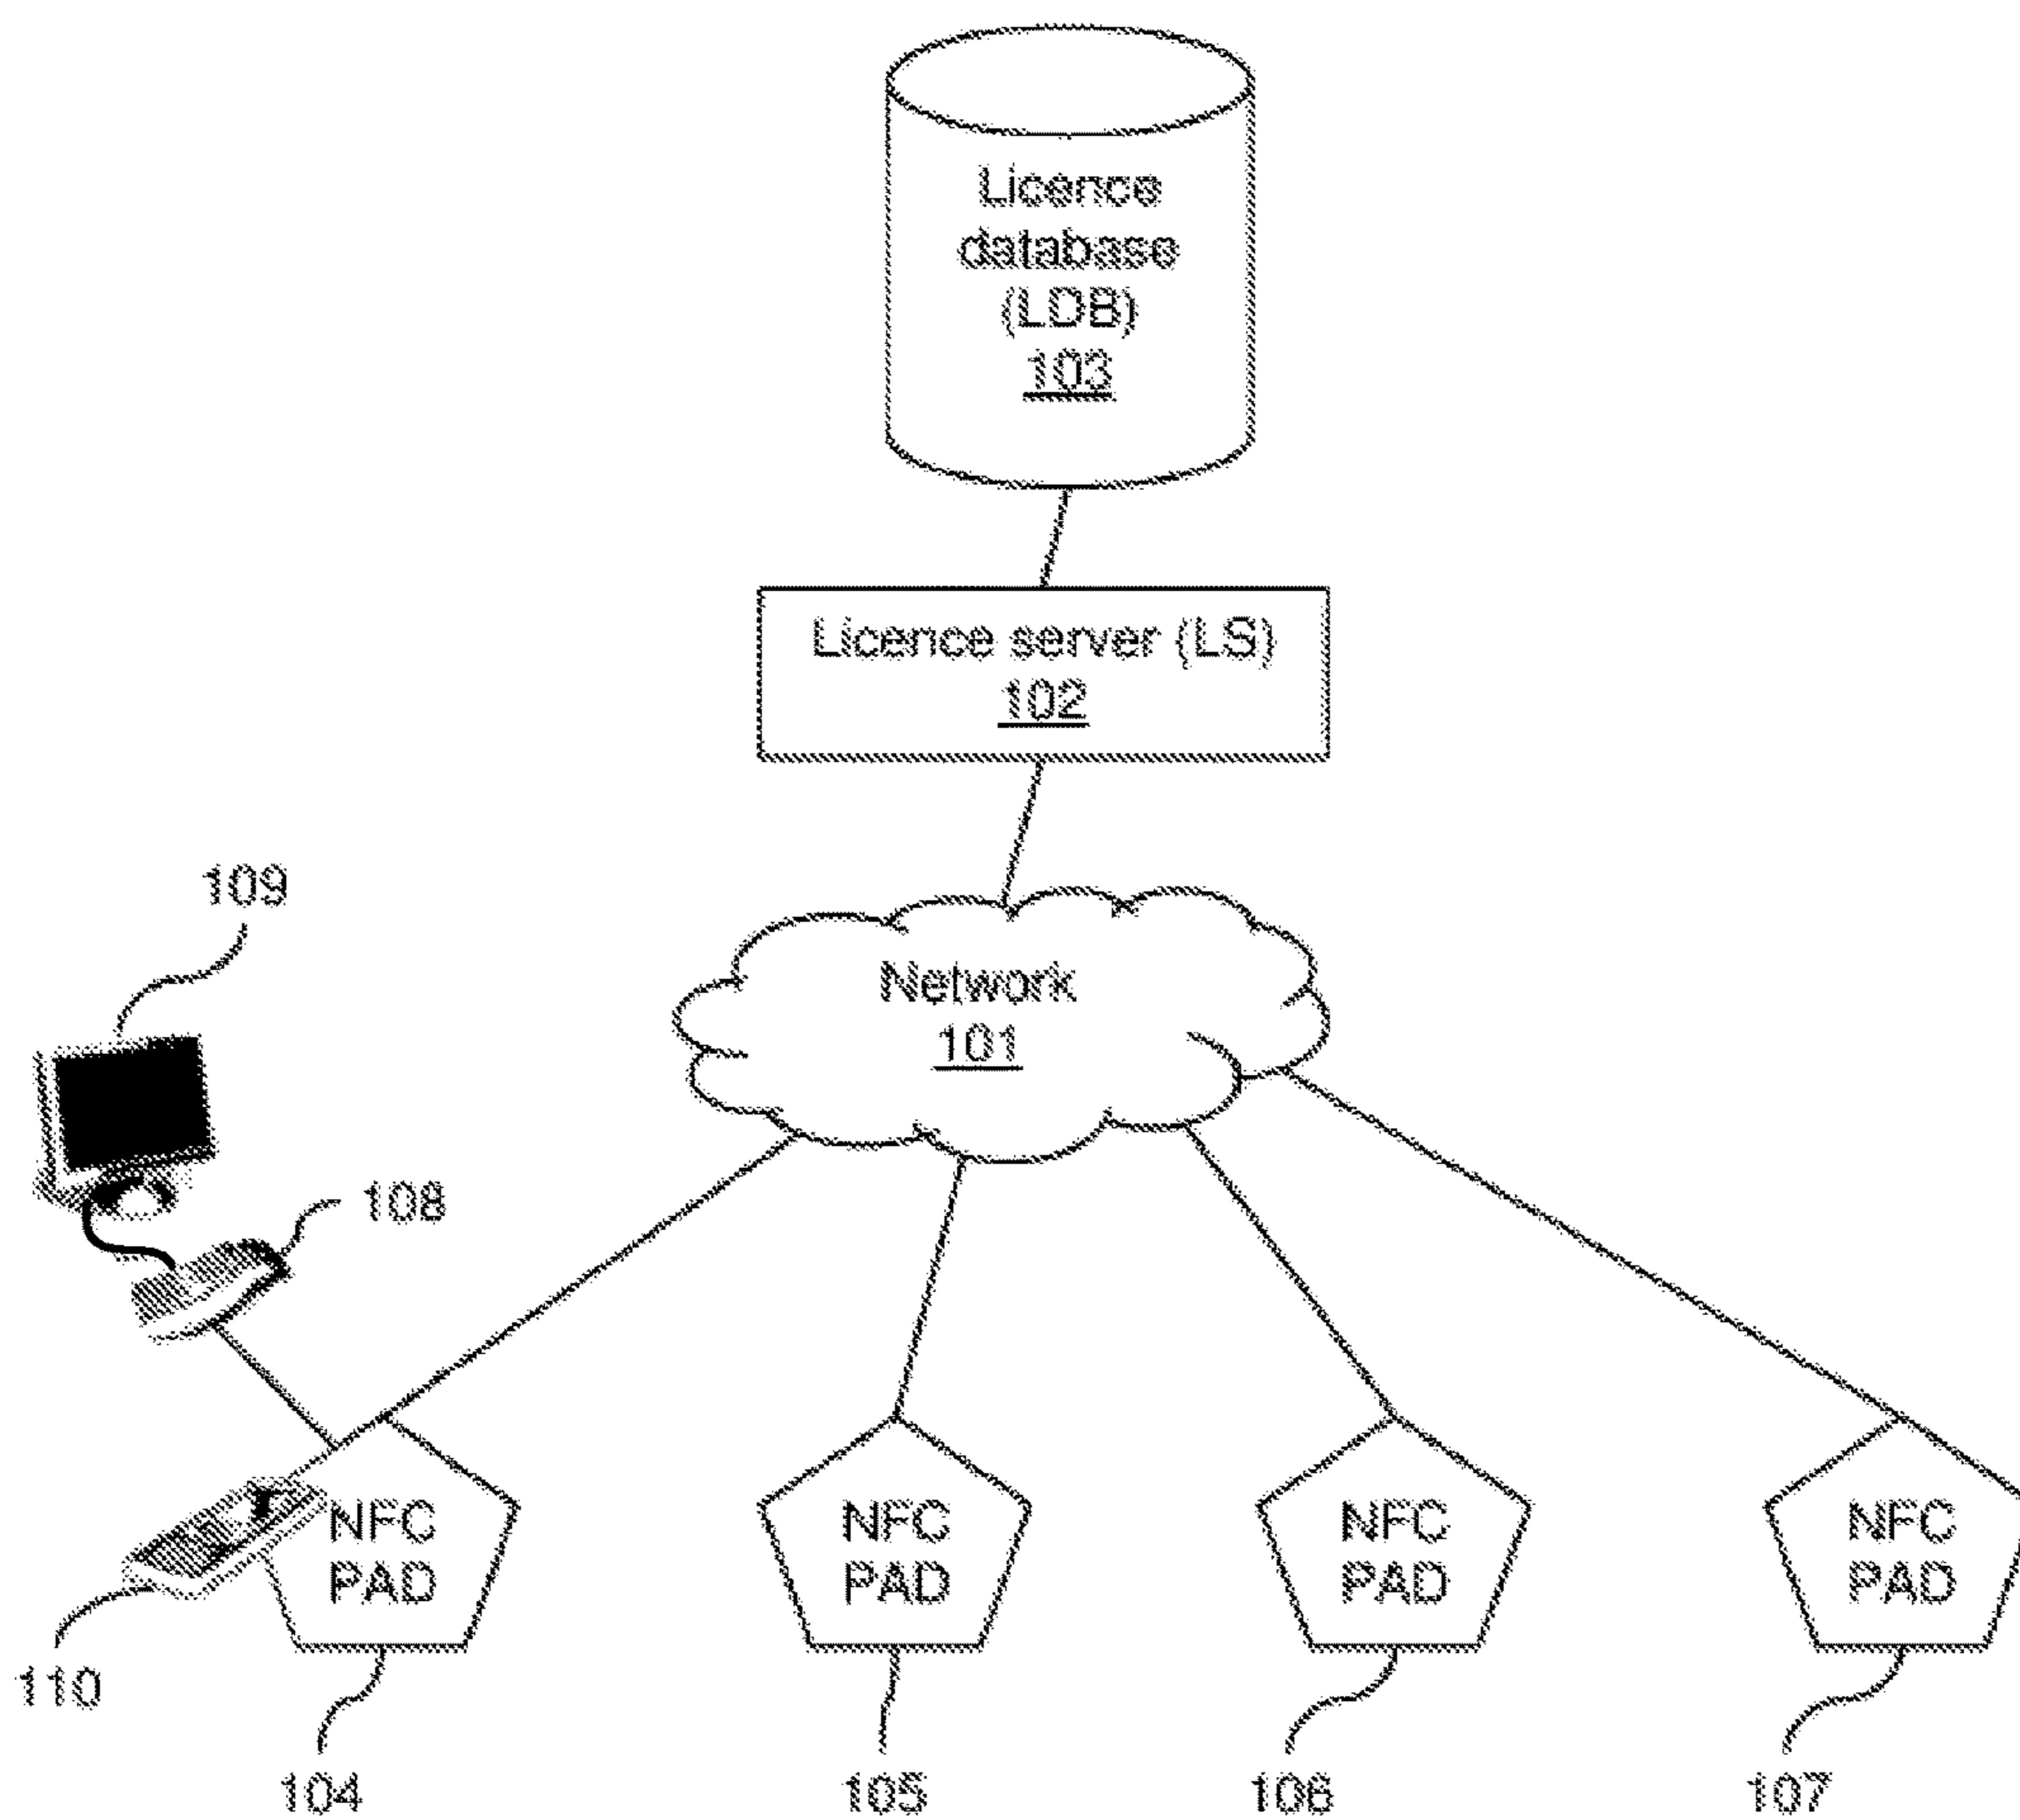 Licence
database
(LDB)
103
Licence server (LS)
102
109
Network
101
108
NFC
PAD
NFC
PAD
NFC
PAD
NFC
PAD
110
104
105
106
107